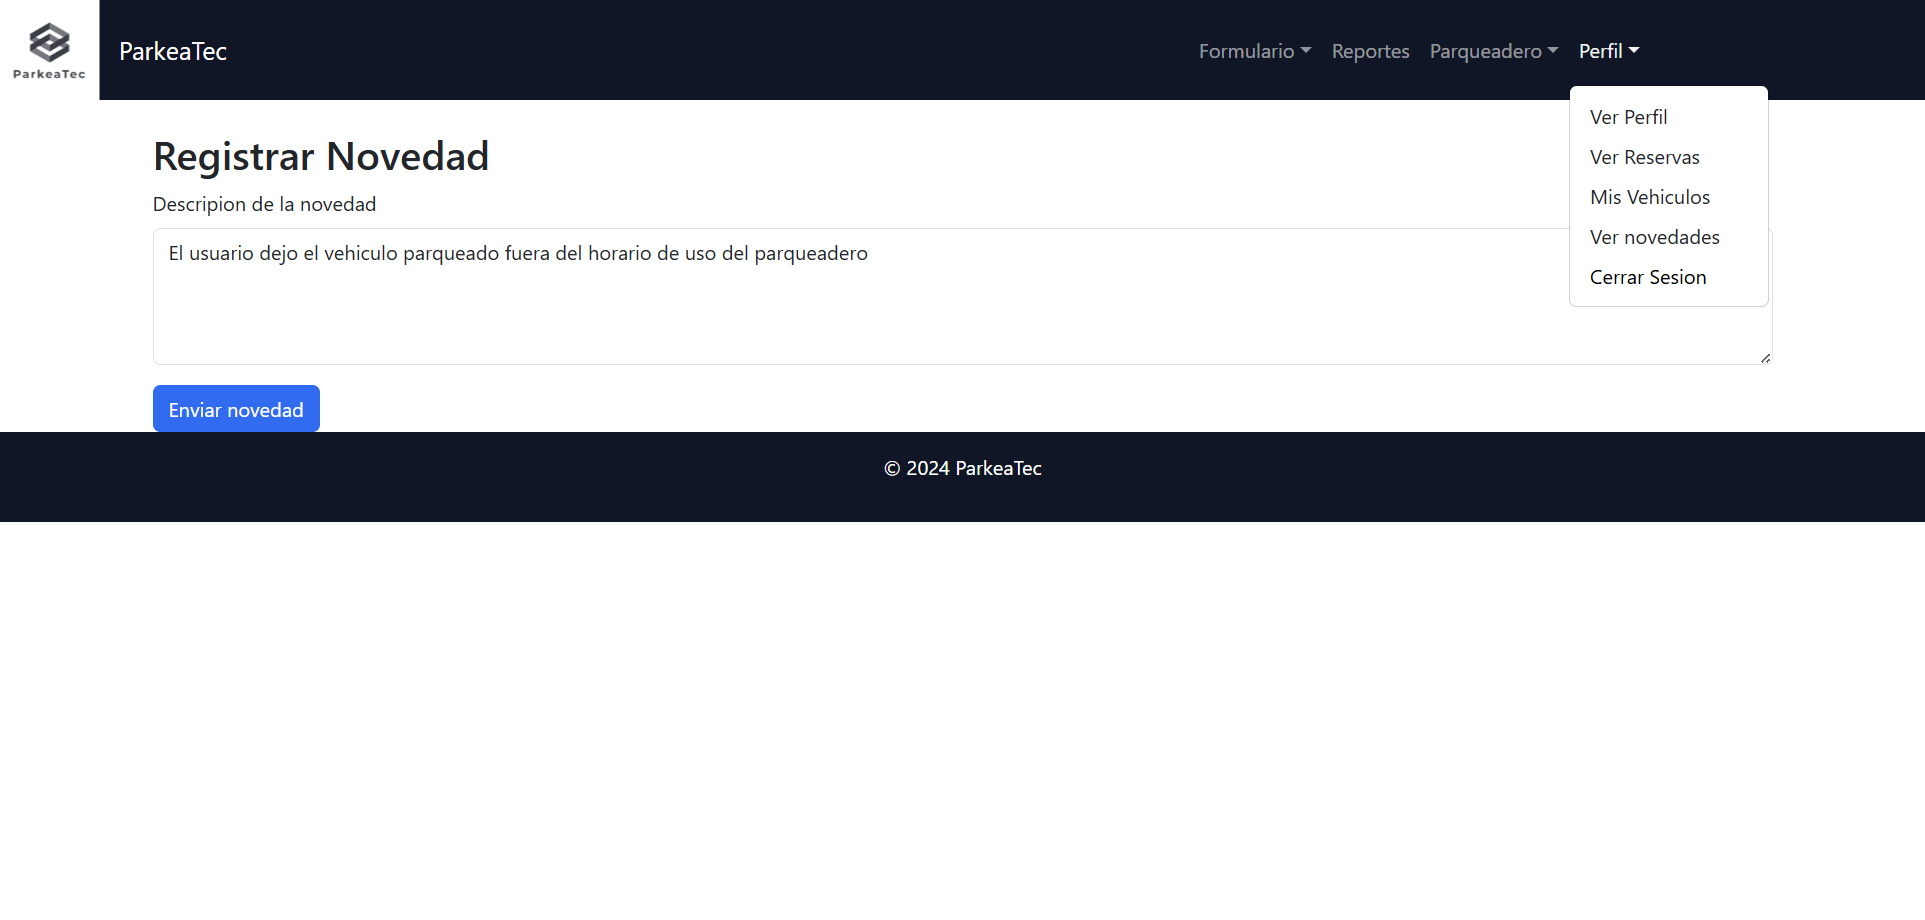 ParkeaTec
ParkeaTec
Formulario
Reportes
Parqueadero
Perfil
Ver Perfil
Ver Reservas
Mis Vehiculos
Ver novedades
Cerrar Sesion
Registrar Novedad
Descripion de la novedad
El usuario dejo el vehiculo parqueado fuera del horario de uso del parqueadero
Enviar novedad
© 2024 ParkeaTec